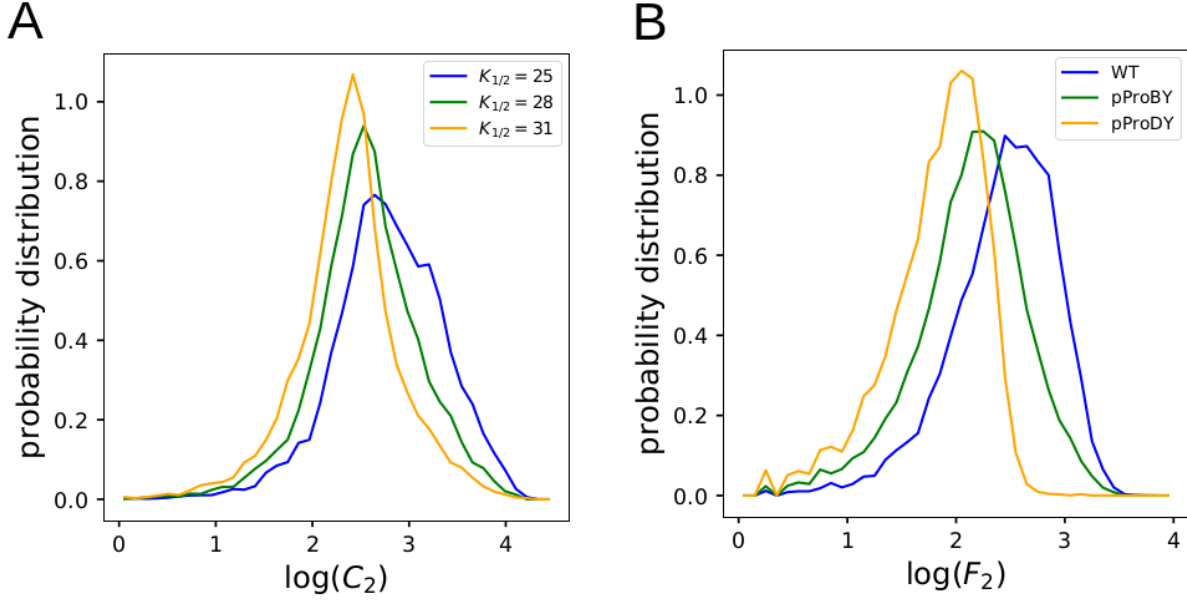 A
probability distribution
1.0
0.8
0.6
0.4
0.2
0.0
K1/2 = 25
K1/2 = 28
K1/2 = 31
0 1 2 3 4
log(C2)
B
probability distribution
1.0
0.8
0.6
0.4
0.2
0.0
WT
pProBY
pProDY
0 1 2 3 4
log(F2)